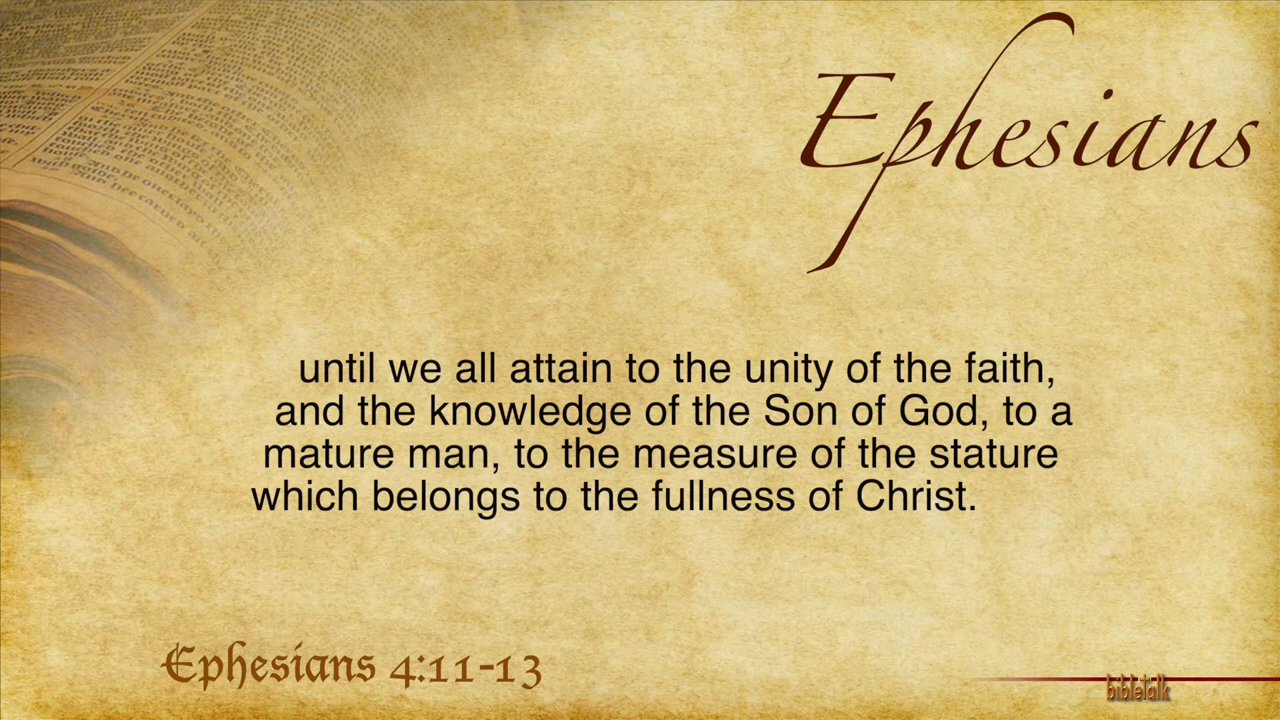 Ephesians
until we all attain to the unity of the faith,
and the knowledge of the Son of God, to a
mature man, to the measure of the stature
which belongs to the fullness of Christ.
Ephesians 4:11-13
bibletalk